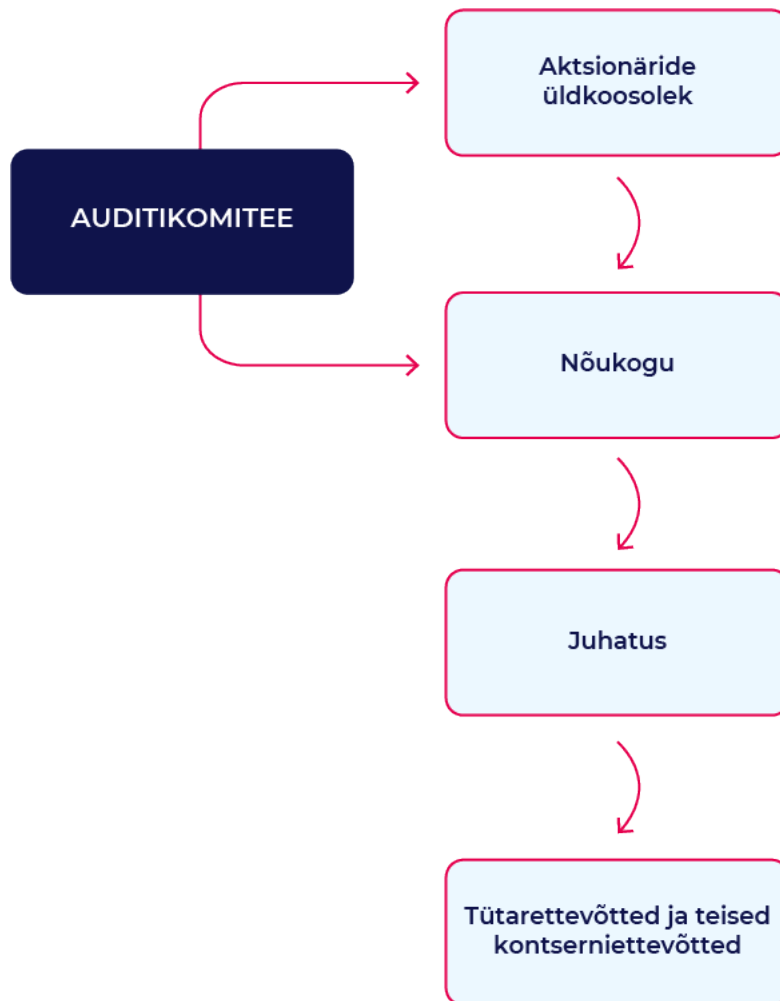 Aktsionäride
üldkoosolek
AUDITIKOMITEE
Nõukogu
Juhatus
Tütarettevõtted ja teised
kontserniettevõtted